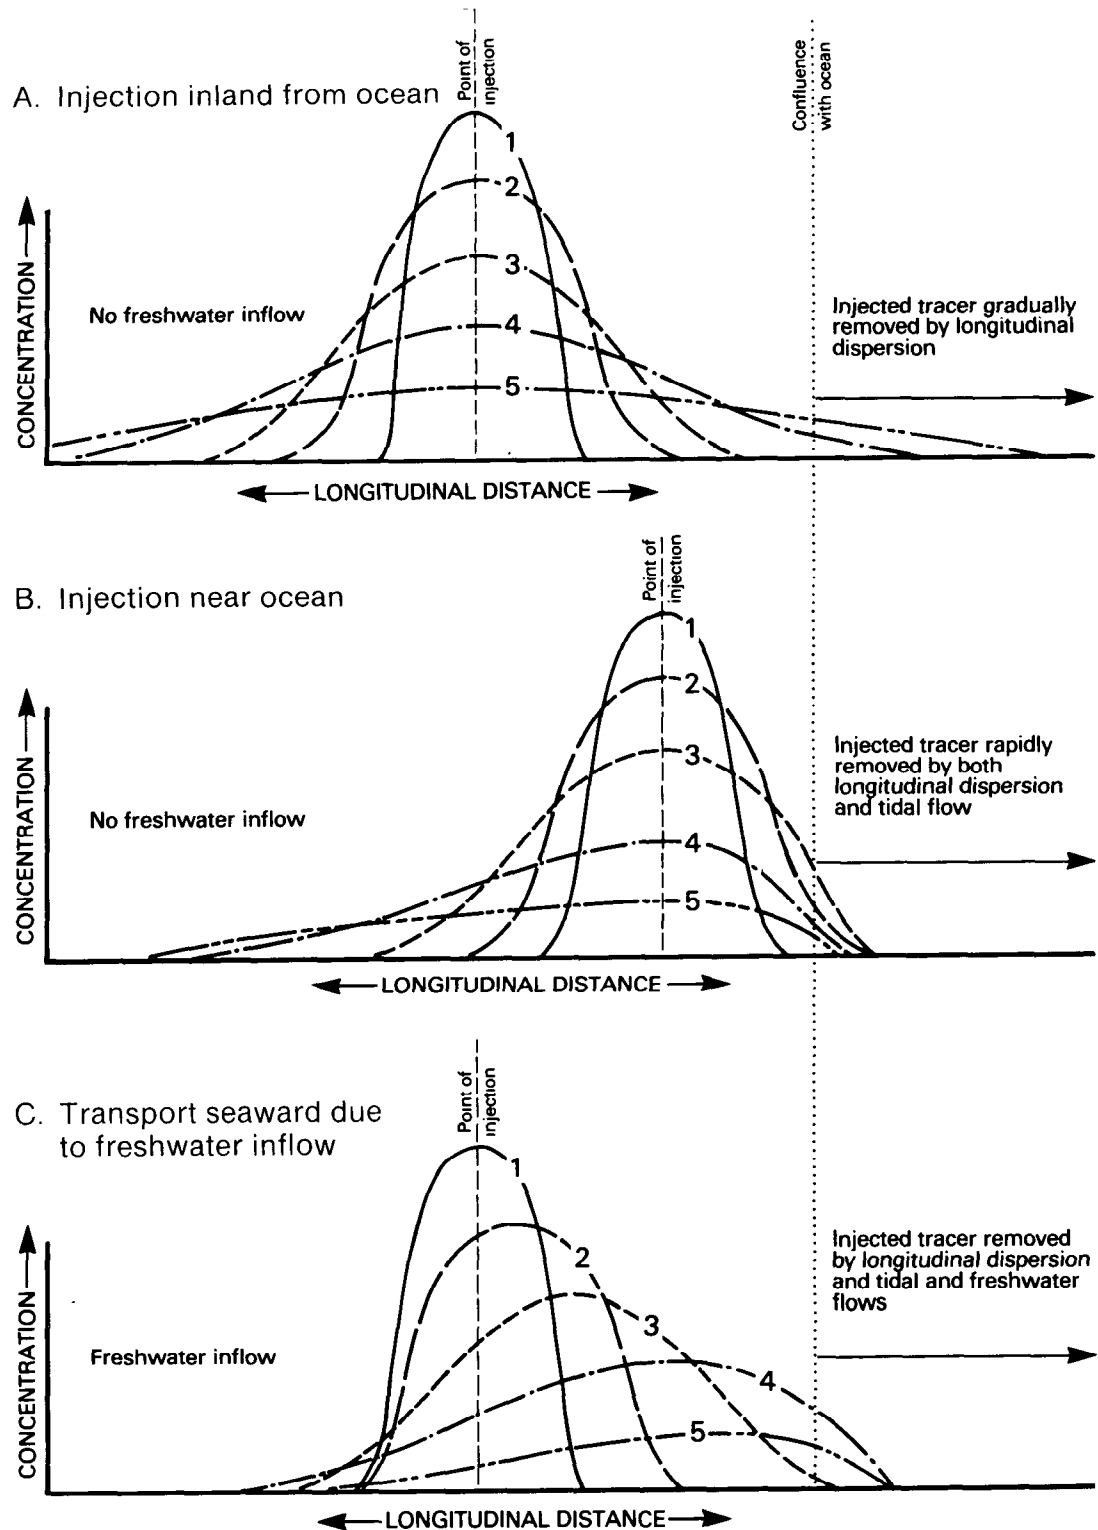 Point of
injection
Confluence
with ocean
A. Injection inland from ocean
1
2
3
4
5
CONCENTRATION
No freshwater inflow
Injected tracer gradually
removed by longitudinal
dispersion
LONGITUDINAL DISTANCE
Point of
injection
B. Injection near ocean
1
2
3
4
5
CONCENTRATION
No freshwater inflow
Injected tracer rapidly
removed by both
longitudinal dispersion
and tidal flow
LONGITUDINAL DISTANCE
Point of
injection
C. Transport seaward due
to freshwater inflow
1
2
3
4
5
CONCENTRATION
Freshwater inflow
Injected tracer removed
by longitudinal dispersion
and tidal and freshwater
flows
LONGITUDINAL DISTANCE